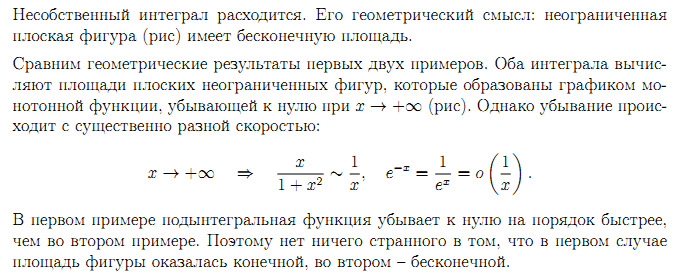 Несобственный интеграл расходится. Его геометрический смысл: неограниченная
плоская фигура (рис) имеет бесконечную площадь.
Сравним геометрические результаты первых двух примеров. Оба интеграла вычис-
ляют площади плоских неограниченных фигур, которые образованы графиком мо-
нотонной функции, убывающей к нулю при x → +∞ (рис). Однако убывание проис-
ходит с существенно разной скоростью:
x → +∞ ⇒ x/(1 + x²) ∼ 1/x, e⁻ˣ = 1/eˣ = o(1/x).
В первом примере подынтегральная функция убывает к нулю на порядок быстрее,
чем во втором примере. Поэтому нет ничего странного в том, что в первом случае
площадь фигуры оказалась конечной, во втором – бесконечной.